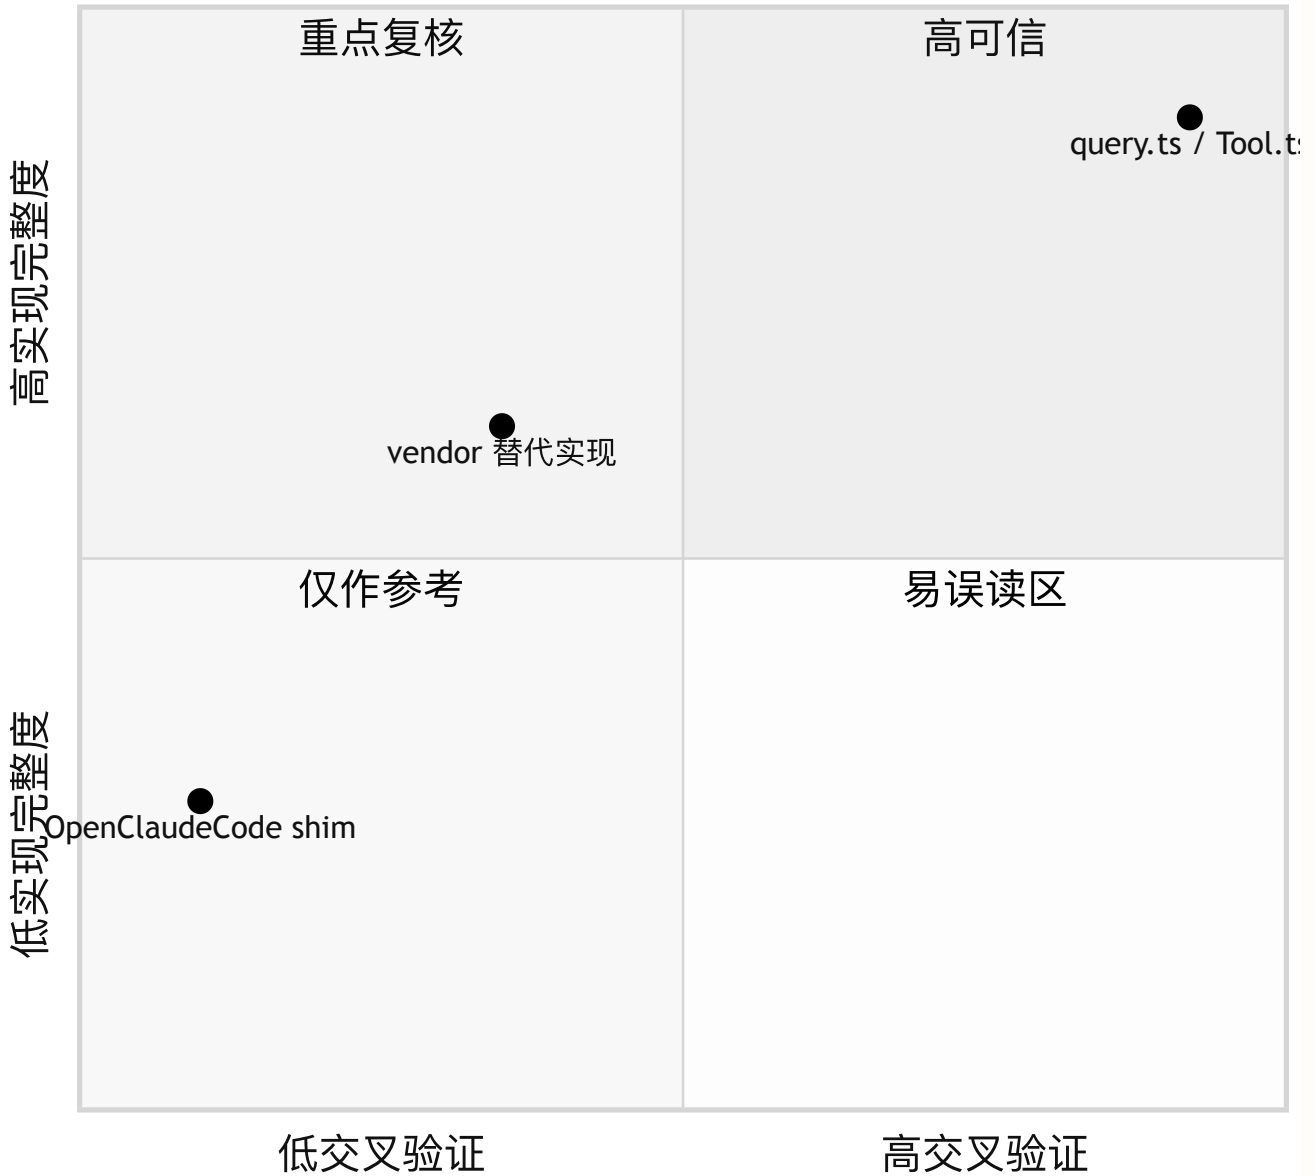 重点复核
高可信
query.ts / Tool.ts
高实现完整度
vendor 替代实现
仅作参考
易误读区
低实现完整度
OpenClaudeCode shim
低交叉验证
高交叉验证